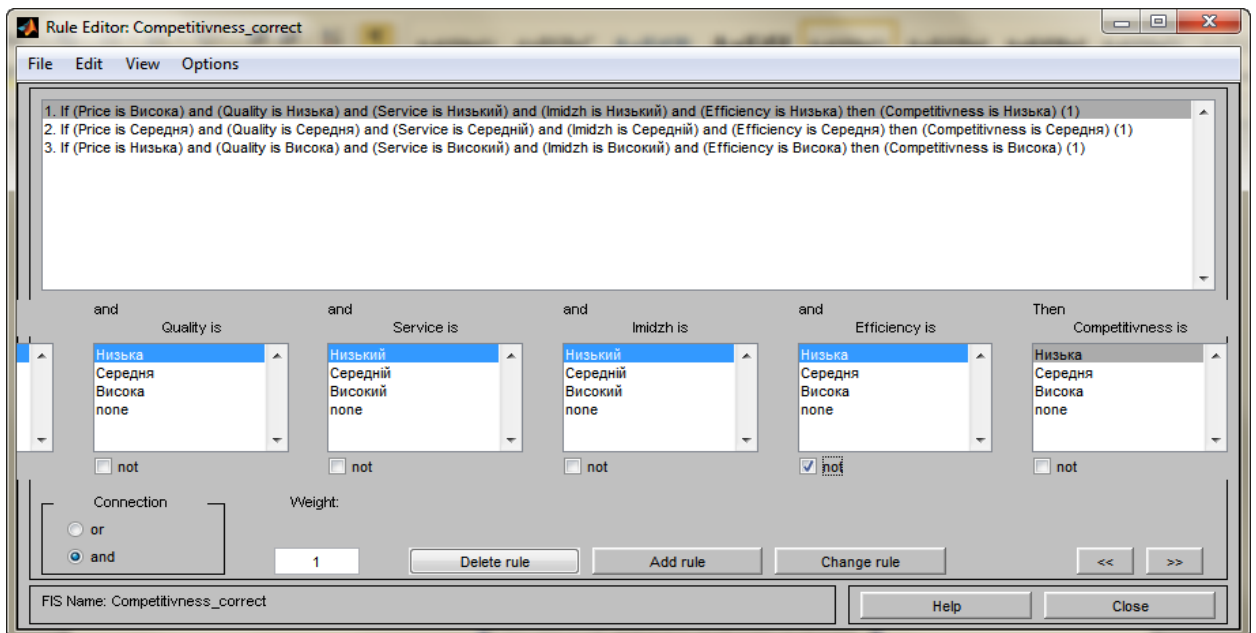 Rule Editor: Competitivness_correct
File Edit View Options
1. If (Price is Висока) and (Quality is Низька) and (Service is Низький) and (Imidzh is Низький) and (Efficiency is Низька) then (Competitivness is Низька) (1)
2. If (Price is Середня) and (Quality is Середня) and (Service is Середній) and (Imidzh is Середній) and (Efficiency is Середня) then (Competitivness is Середня) (1)
3. If (Price is Низька) and (Quality is Висока) and (Service is Високий) and (Imidzh is Високий) and (Efficiency is Висока) then (Competitivness is Висока) (1)
and and and and Then
Quality is Service is Imidzh is Efficiency is Competitivness is
Низька Низький Низький Низька Низька
Середня Середній Середній Середня Середня
Висока Високий Високий Висока Висока
none none none none none
not not not not not
Connection Weight:
or
and 1 Delete rule Add rule Change rule << >>
FIS Name: Competitivness_correct Help Close